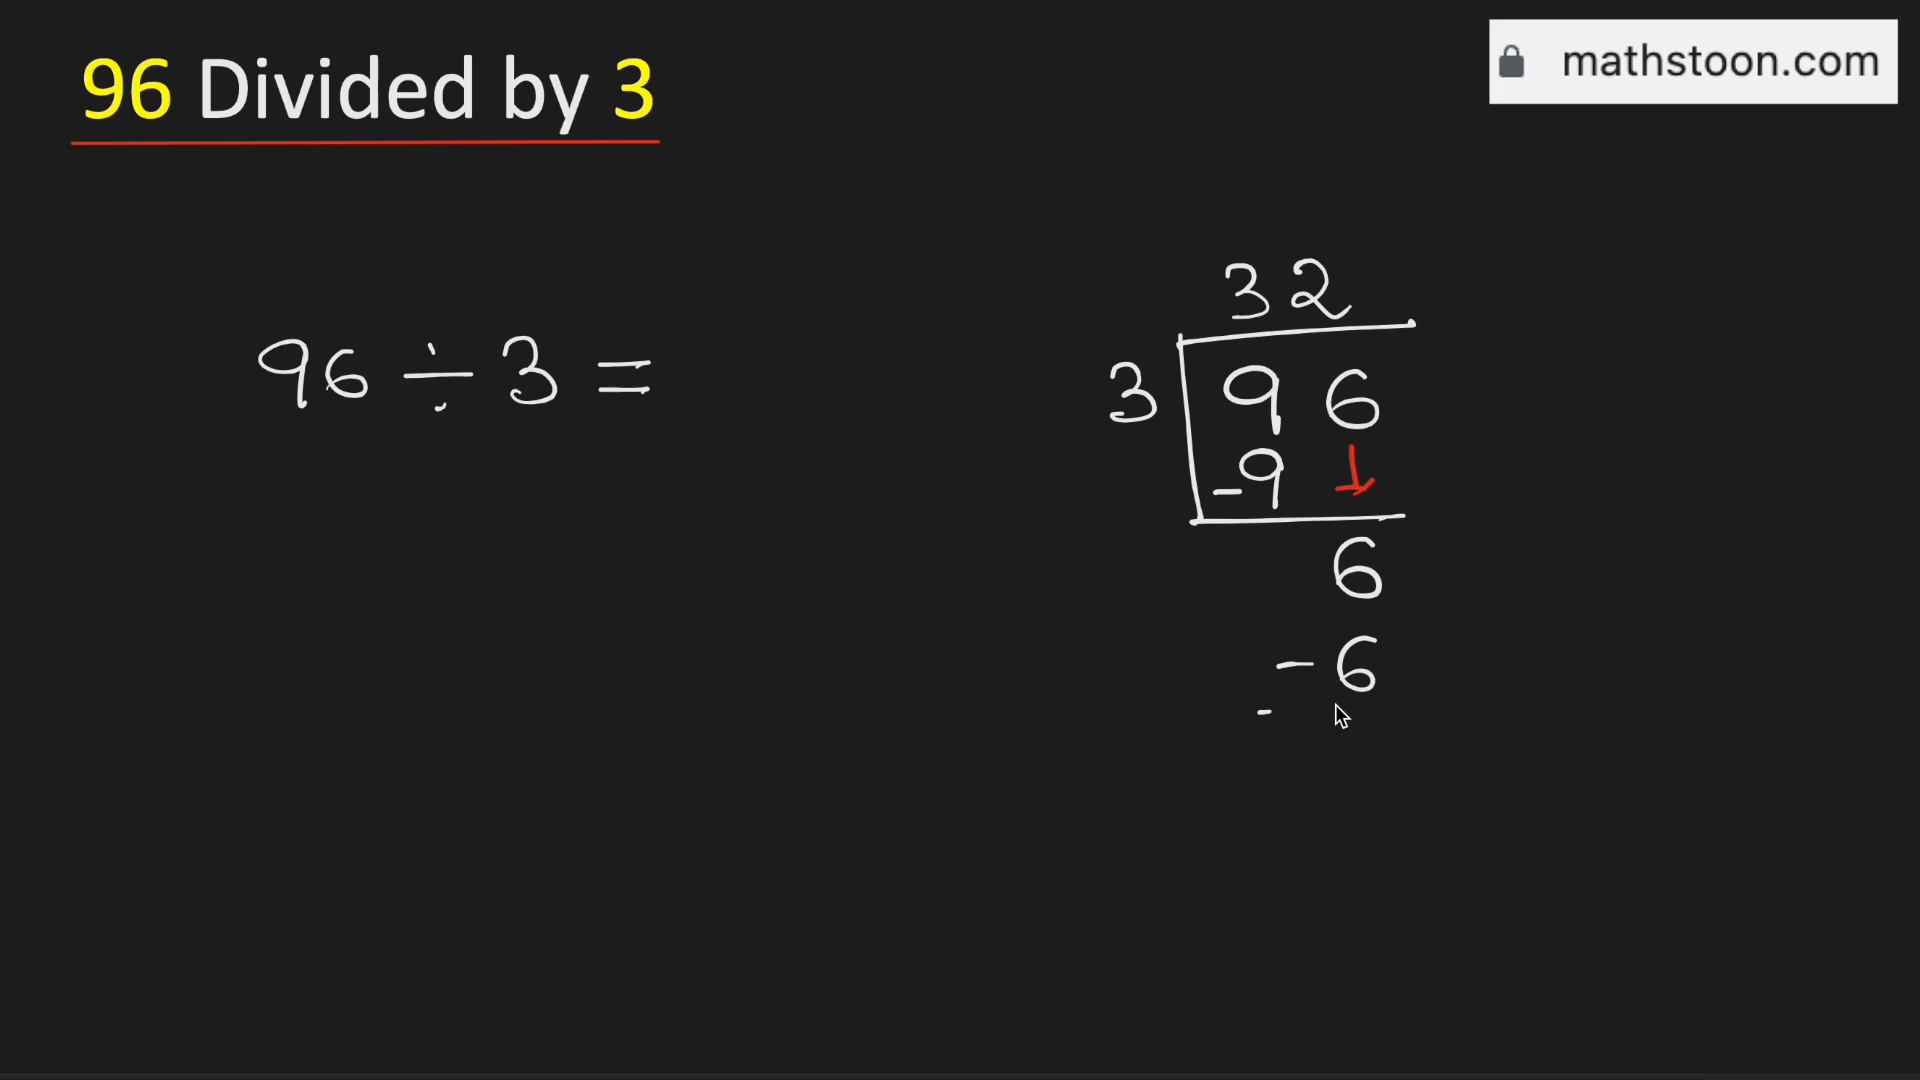 96 Divided by 3
mathstoon.com
96 ÷ 3 =
32
3 96
-9
6
-6
-